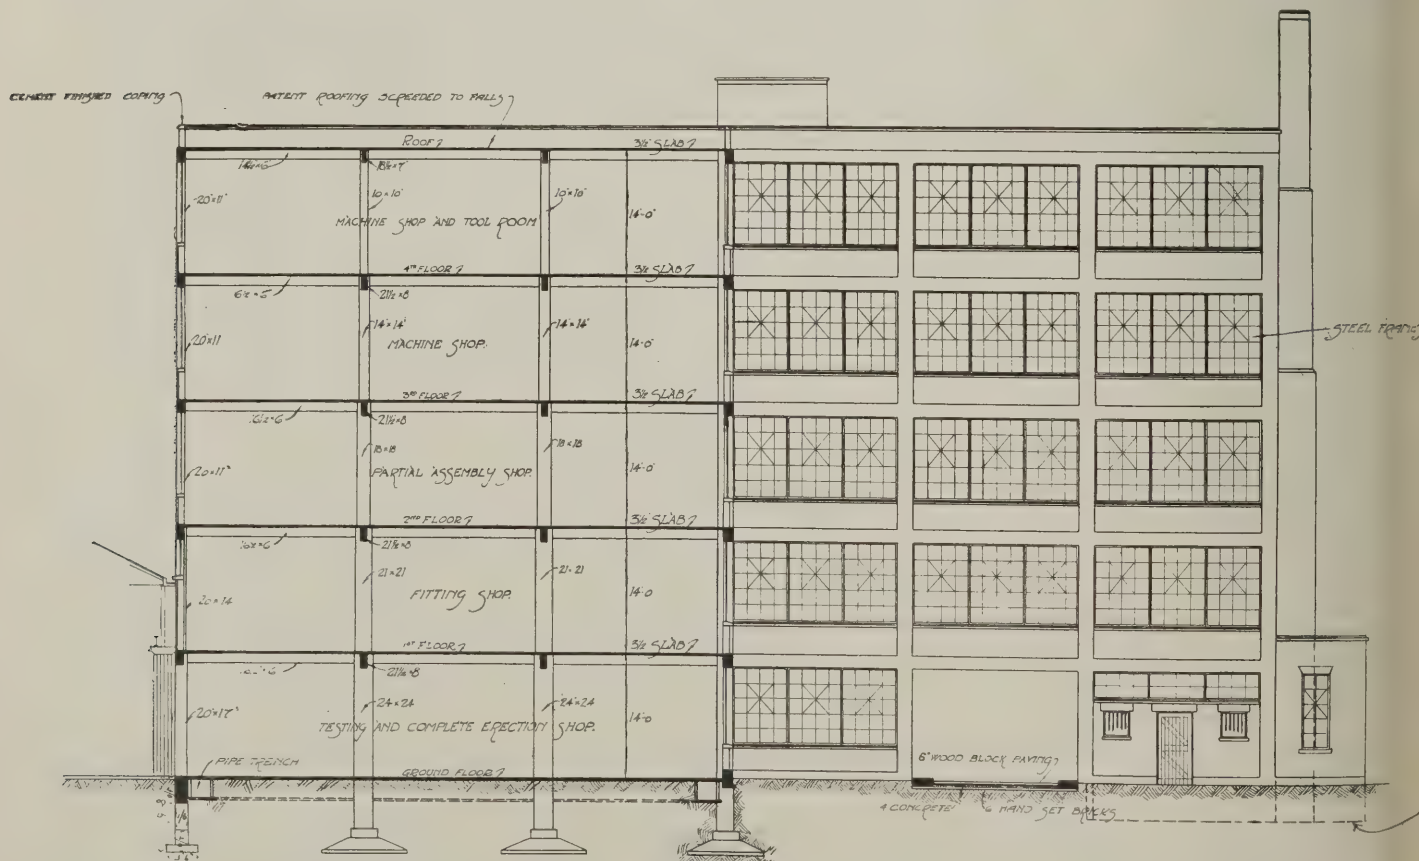 CEMENT FINISHED COPING
PATENT ROOFING SCREEDED TO FALLS
ROOF
3½" SLAB
18½×7"
20"×11"
10×10"
10"×10"
MACHINE SHOP AND TOOL ROOM
14'-0"
4TH FLOOR
3½ SLAB
21½×8
20"×11
14"×14"
14"×14"
MACHINE SHOP.
14'-0
STEEL FRAMES
3RD FLOOR
3½ SLAB
21½×8
18×18
18×18
20×11"
PARTIAL ASSEMBLY SHOP.
14'-0"
2ND FLOOR
3½" SLAB
21½×8
21×21
21×21
20×14
FITTING SHOP.
14'-0
1ST FLOOR
3½ SLAB
21½×8
20"×17"
24×24
24"×24
14'-0
TESTING AND COMPLETE ERECTION SHOP.
PIPE TRENCH
GROUND FLOOR
6" WOOD BLOCK PAVING
4 CONCRETE
6 HAND SET BRICKS